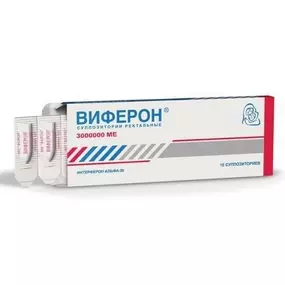 ВИФЕРОН®
СУППОЗИТОРИИ РЕКТАЛЬНЫЕ
3000000 МЕ
ИНТЕРФЕРОН АЛЬФА-2b
10 СУППОЗИТОРИЕВ